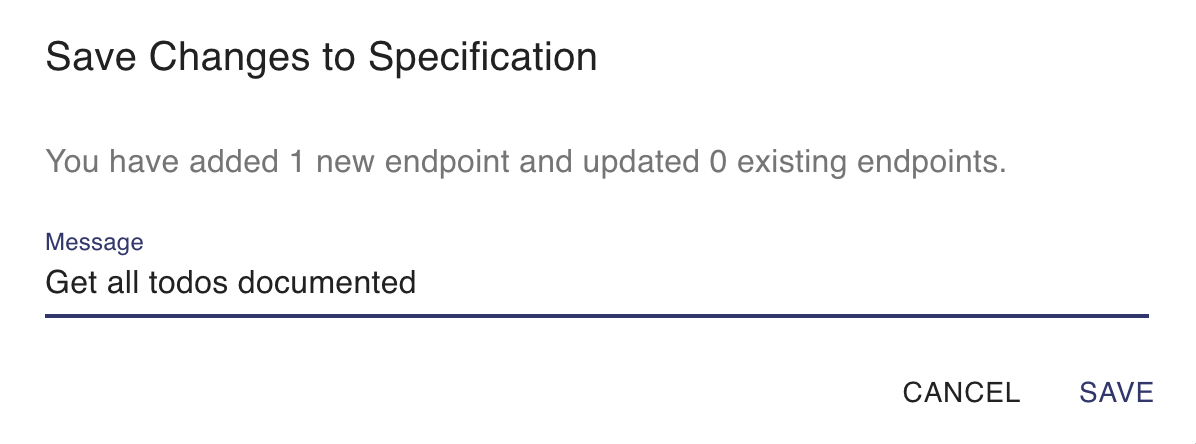 Save Changes to Specification
You have added 1 new endpoint and updated 0 existing endpoints.
Message
Get all todos documented
CANCEL SAVE